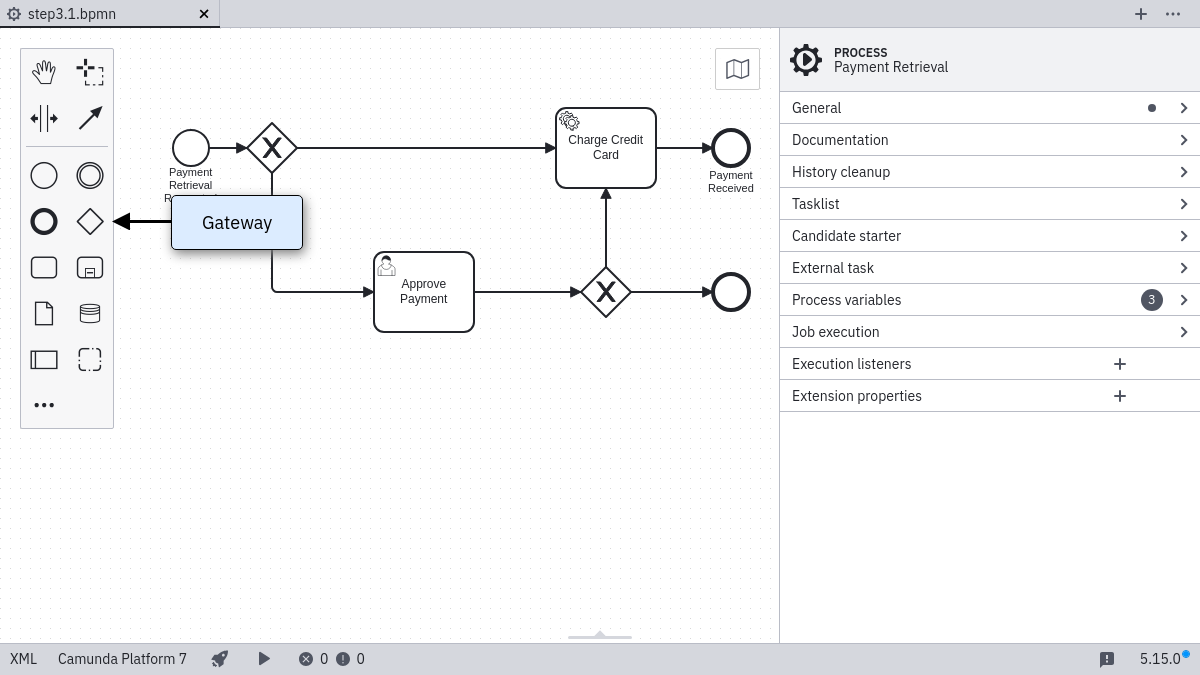 step3.1.bpmn
PROCESS
Payment Retrieval
General
Documentation
History cleanup
Tasklist
Candidate starter
External task
Process variables
3
Job execution
Execution listeners
Extension properties
Payment
Retrieval
Gateway
Charge Credit
Card
Payment
Received
Approve
Payment
XML
Camunda Platform 7
0
0
5.15.0